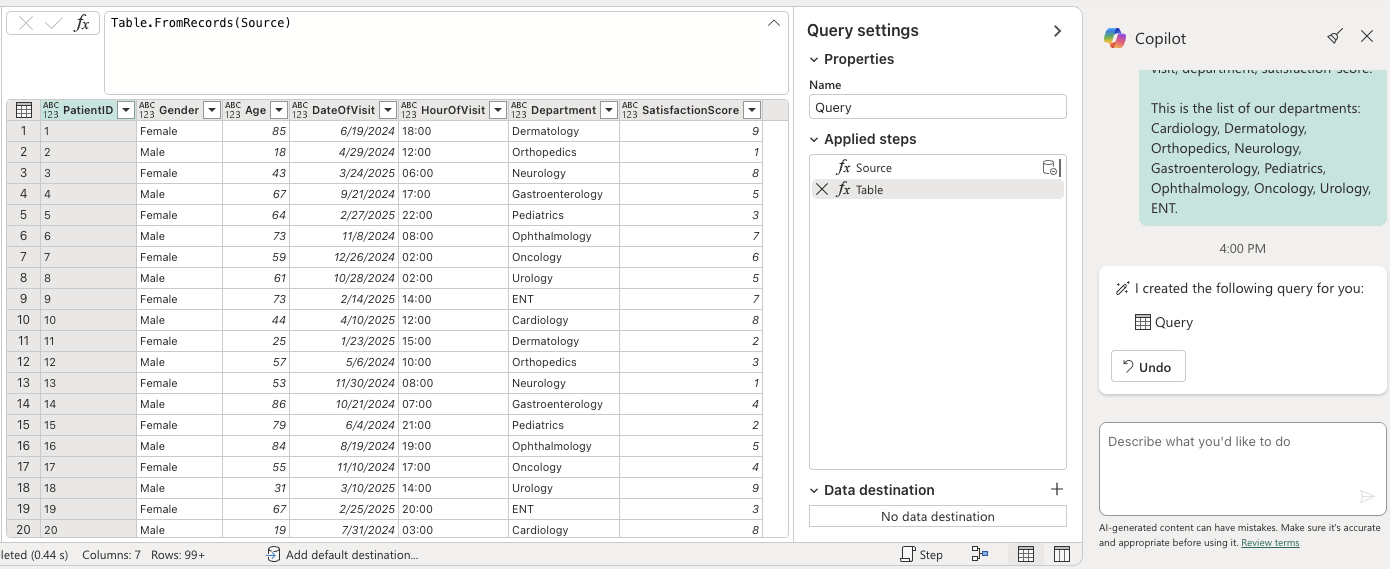 Table.FromRecords(Source)
ABC 123 PatientID ABC 123 Gender ABC 123 Age ABC 123 DateOfVisit ABC 123 HourOfVisit ABC 123 Department ABC 123 SatisfactionScore
1 1 Female 85 6/19/2024 18:00 Dermatology 9
2 2 Male 18 4/29/2024 12:00 Orthopedics 1
3 3 Female 43 3/24/2025 06:00 Neurology 8
4 4 Male 67 9/21/2024 17:00 Gastroenterology 5
5 5 Female 64 2/27/2025 22:00 Pediatrics 3
6 6 Male 73 11/8/2024 08:00 Ophthalmology 7
7 7 Female 59 12/26/2024 02:00 Oncology 6
8 8 Male 61 10/28/2024 02:00 Urology 5
9 9 Female 73 2/14/2025 14:00 ENT 7
10 10 Male 44 4/10/2025 12:00 Cardiology 8
11 11 Female 25 1/23/2025 15:00 Dermatology 2
12 12 Male 57 5/6/2024 10:00 Orthopedics 3
13 13 Female 53 11/30/2024 08:00 Neurology 1
14 14 Male 86 10/21/2024 07:00 Gastroenterology 4
15 15 Female 79 6/4/2024 21:00 Pediatrics 2
16 16 Male 84 8/19/2024 19:00 Ophthalmology 5
17 17 Female 55 11/10/2024 17:00 Oncology 4
18 18 Male 31 3/10/2025 14:00 Urology 9
19 19 Female 67 2/25/2025 20:00 ENT 3
20 20 Male 19 7/31/2024 03:00 Cardiology 8
leted (0.44 s) Columns: 7 Rows: 99+ Add default destination... Step
Query settings
Properties
Name
Query
Applied steps
fx Source
fx Table
Data destination
No data destination
Copilot
visit, department, satisfaction score.
This is the list of our departments:
Cardiology, Dermatology,
Orthopedics, Neurology,
Gastroenterology, Pediatrics,
Ophthalmology, Oncology, Urology,
ENT.
4:00 PM
I created the following query for you:
Query
Undo
Describe what you'd like to do
AI-generated content can have mistakes. Make sure it's accurate
and appropriate before using it. Review terms